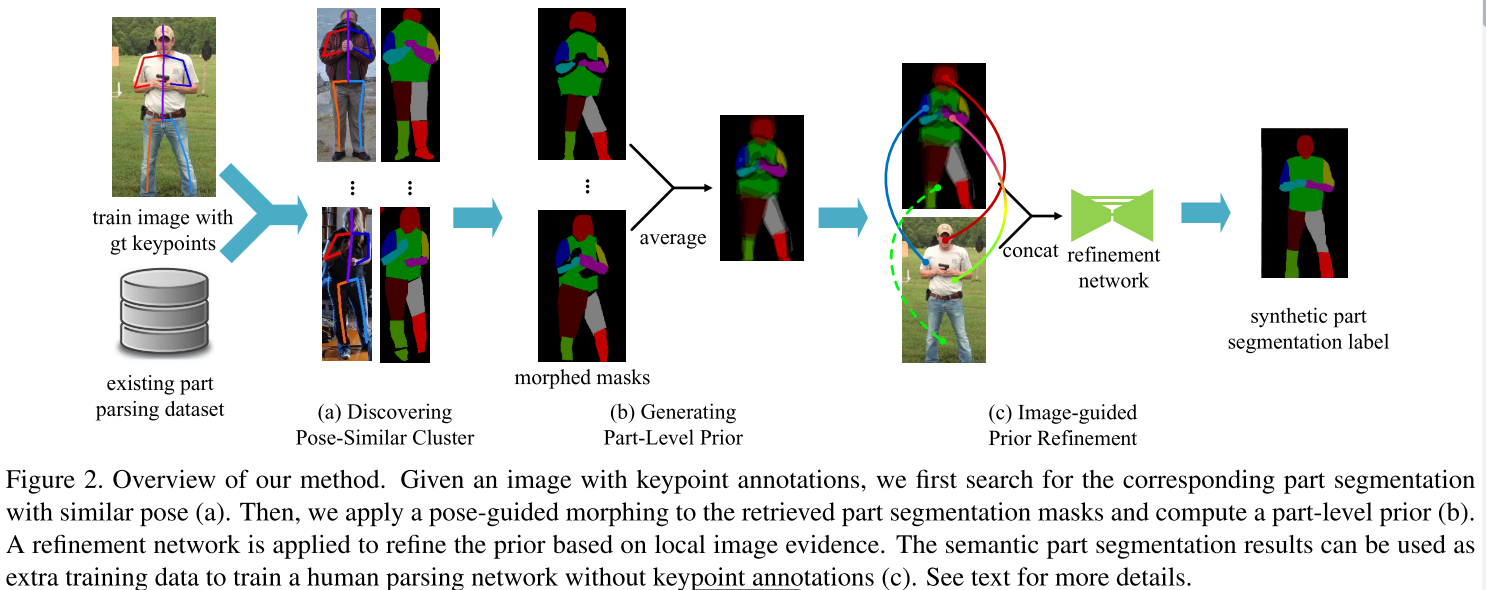 train image with
gt keypoints
existing part
parsing dataset
(a) Discovering
Pose-Similar Cluster
morphed masks
average
(b) Generating
Part-Level Prior
concat
refinement
network
(c) Image-guided
Prior Refinement
synthetic part
segmentation label
Figure 2. Overview of our method. Given an image with keypoint annotations, we first search for the corresponding part segmentation
with similar pose (a). Then, we apply a pose-guided morphing to the retrieved part segmentation masks and compute a part-level prior (b).
A refinement network is applied to refine the prior based on local image evidence. The semantic part segmentation results can be used as
extra training data to train a human parsing network without keypoint annotations (c). See text for more details.